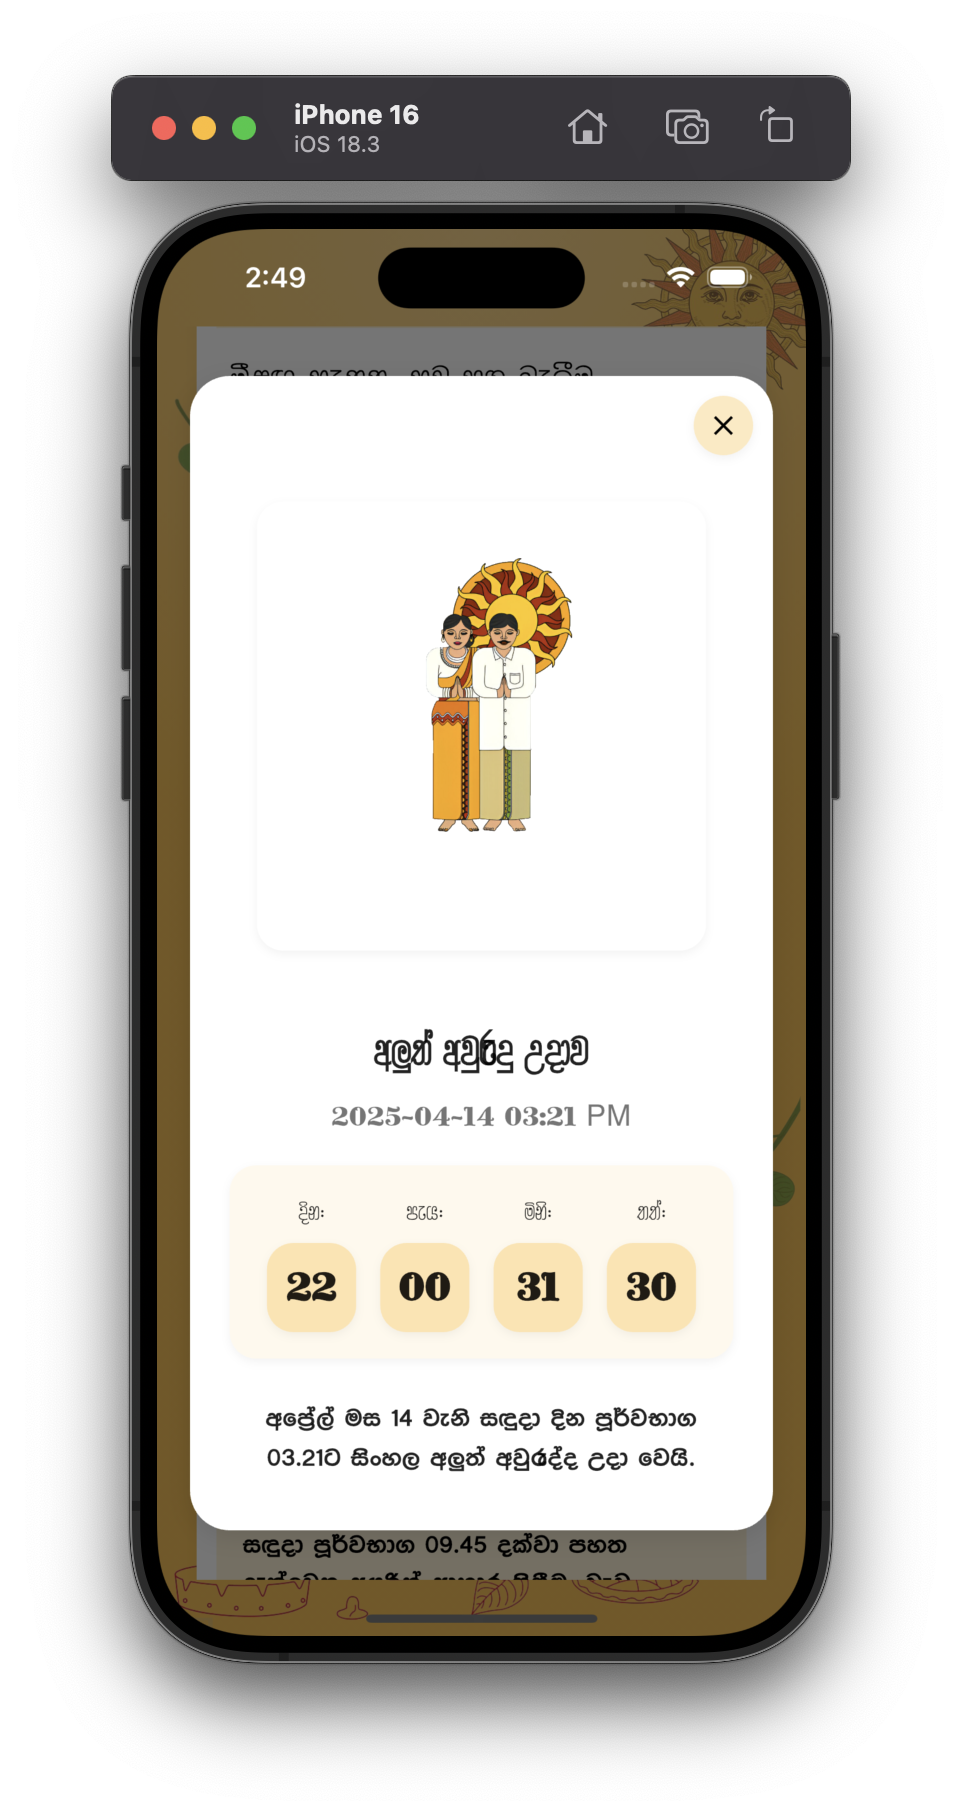 iPhone 16
iOS 18.3
2:49
අලුත් අවුරුදු උදාව
2025-04-14 03:21 PM
දින: පැය: මිනි: තත්:
22 00 31 30
අප්‍රේල් මස 14 වැනි සඳුදා දින පූර්වභාග
03.21ට සිංහල අලුත් අවුරුද්ද උදා වෙයි.
සඳුදා පූර්වභාග 09.45 දක්වා පහත